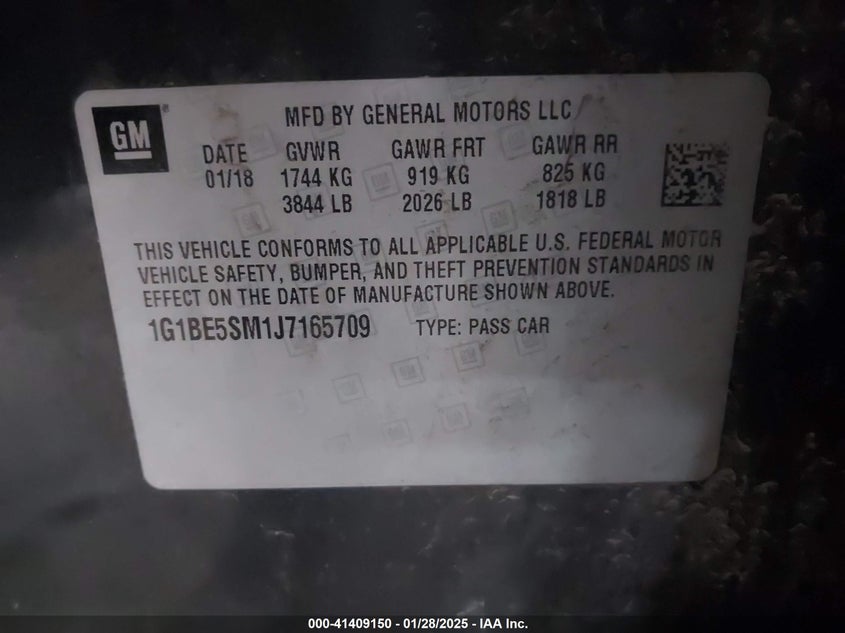 GM
MFD BY GENERAL MOTORS LLC
DATE GVWR GAWR FRT GAWR RR
01/18 1744 KG 919 KG 825 KG
3844 LB 2026 LB 1818 LB
THIS VEHICLE CONFORMS TO ALL APPLICABLE U.S. FEDERAL MOTOR
VEHICLE SAFETY, BUMPER, AND THEFT PREVENTION STANDARDS IN
EFFECT ON THE DATE OF MANUFACTURE SHOWN ABOVE.
1G1BE5SM1J7165709 TYPE: PASS CAR
000-41409150 — 01/28/2025 — IAA Inc.